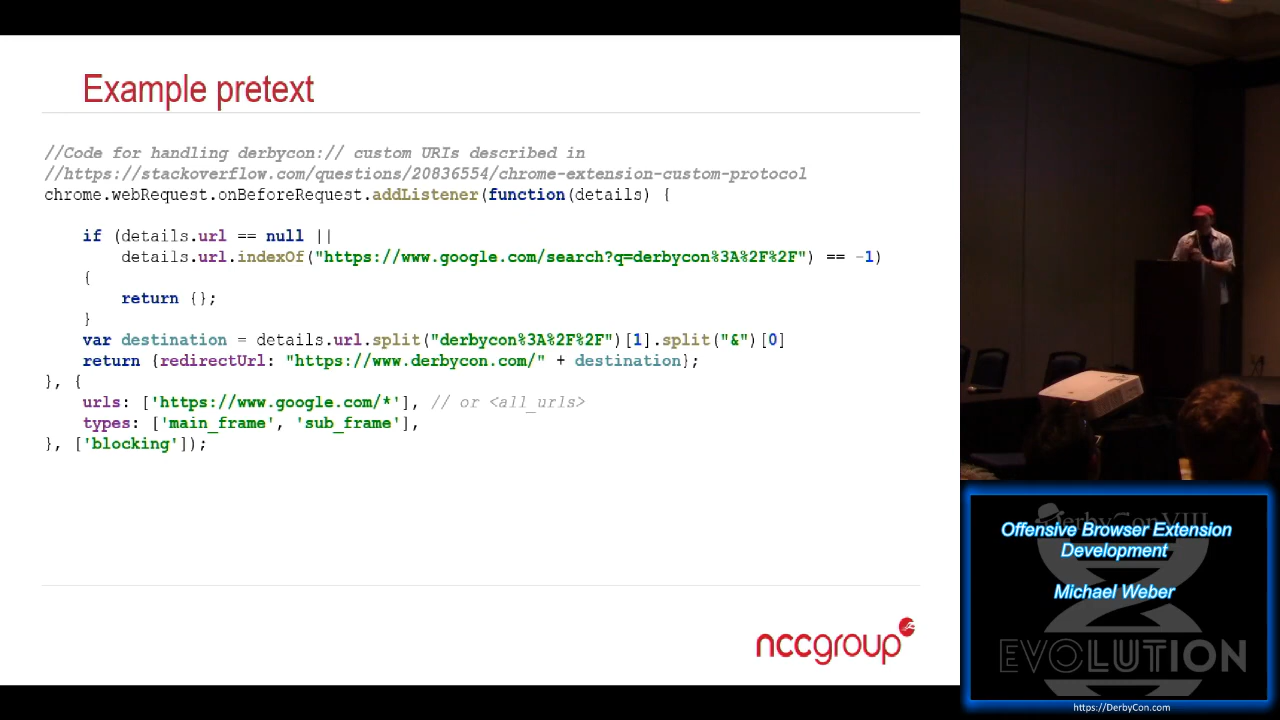 Example pretext
//Code for handling derbycon:// custom URIs described in
//https://stackoverflow.com/questions/20836554/chrome-extension-custom-protocol
chrome.webRequest.onBeforeRequest.addListener(function(details) {
if (details.url == null ||
details.url.indexOf("https://www.google.com/search?q=derbycon%3A%2F%2F") == -1)
{
return {};
}
var destination = details.url.split("derbycon%3A%2F%2F")[1].split("&")[0]
return {redirectUrl: "https://www.derbycon.com/" + destination};
}, {
urls: ['https://www.google.com/*'], // or <all_urls>
types: ['main_frame', 'sub_frame'],
}, ['blocking']);
nccgroup
DerbyCon VIII
Offensive Browser Extension
Development
Michael Weber
EVOLUTION
https://DerbyCon.com